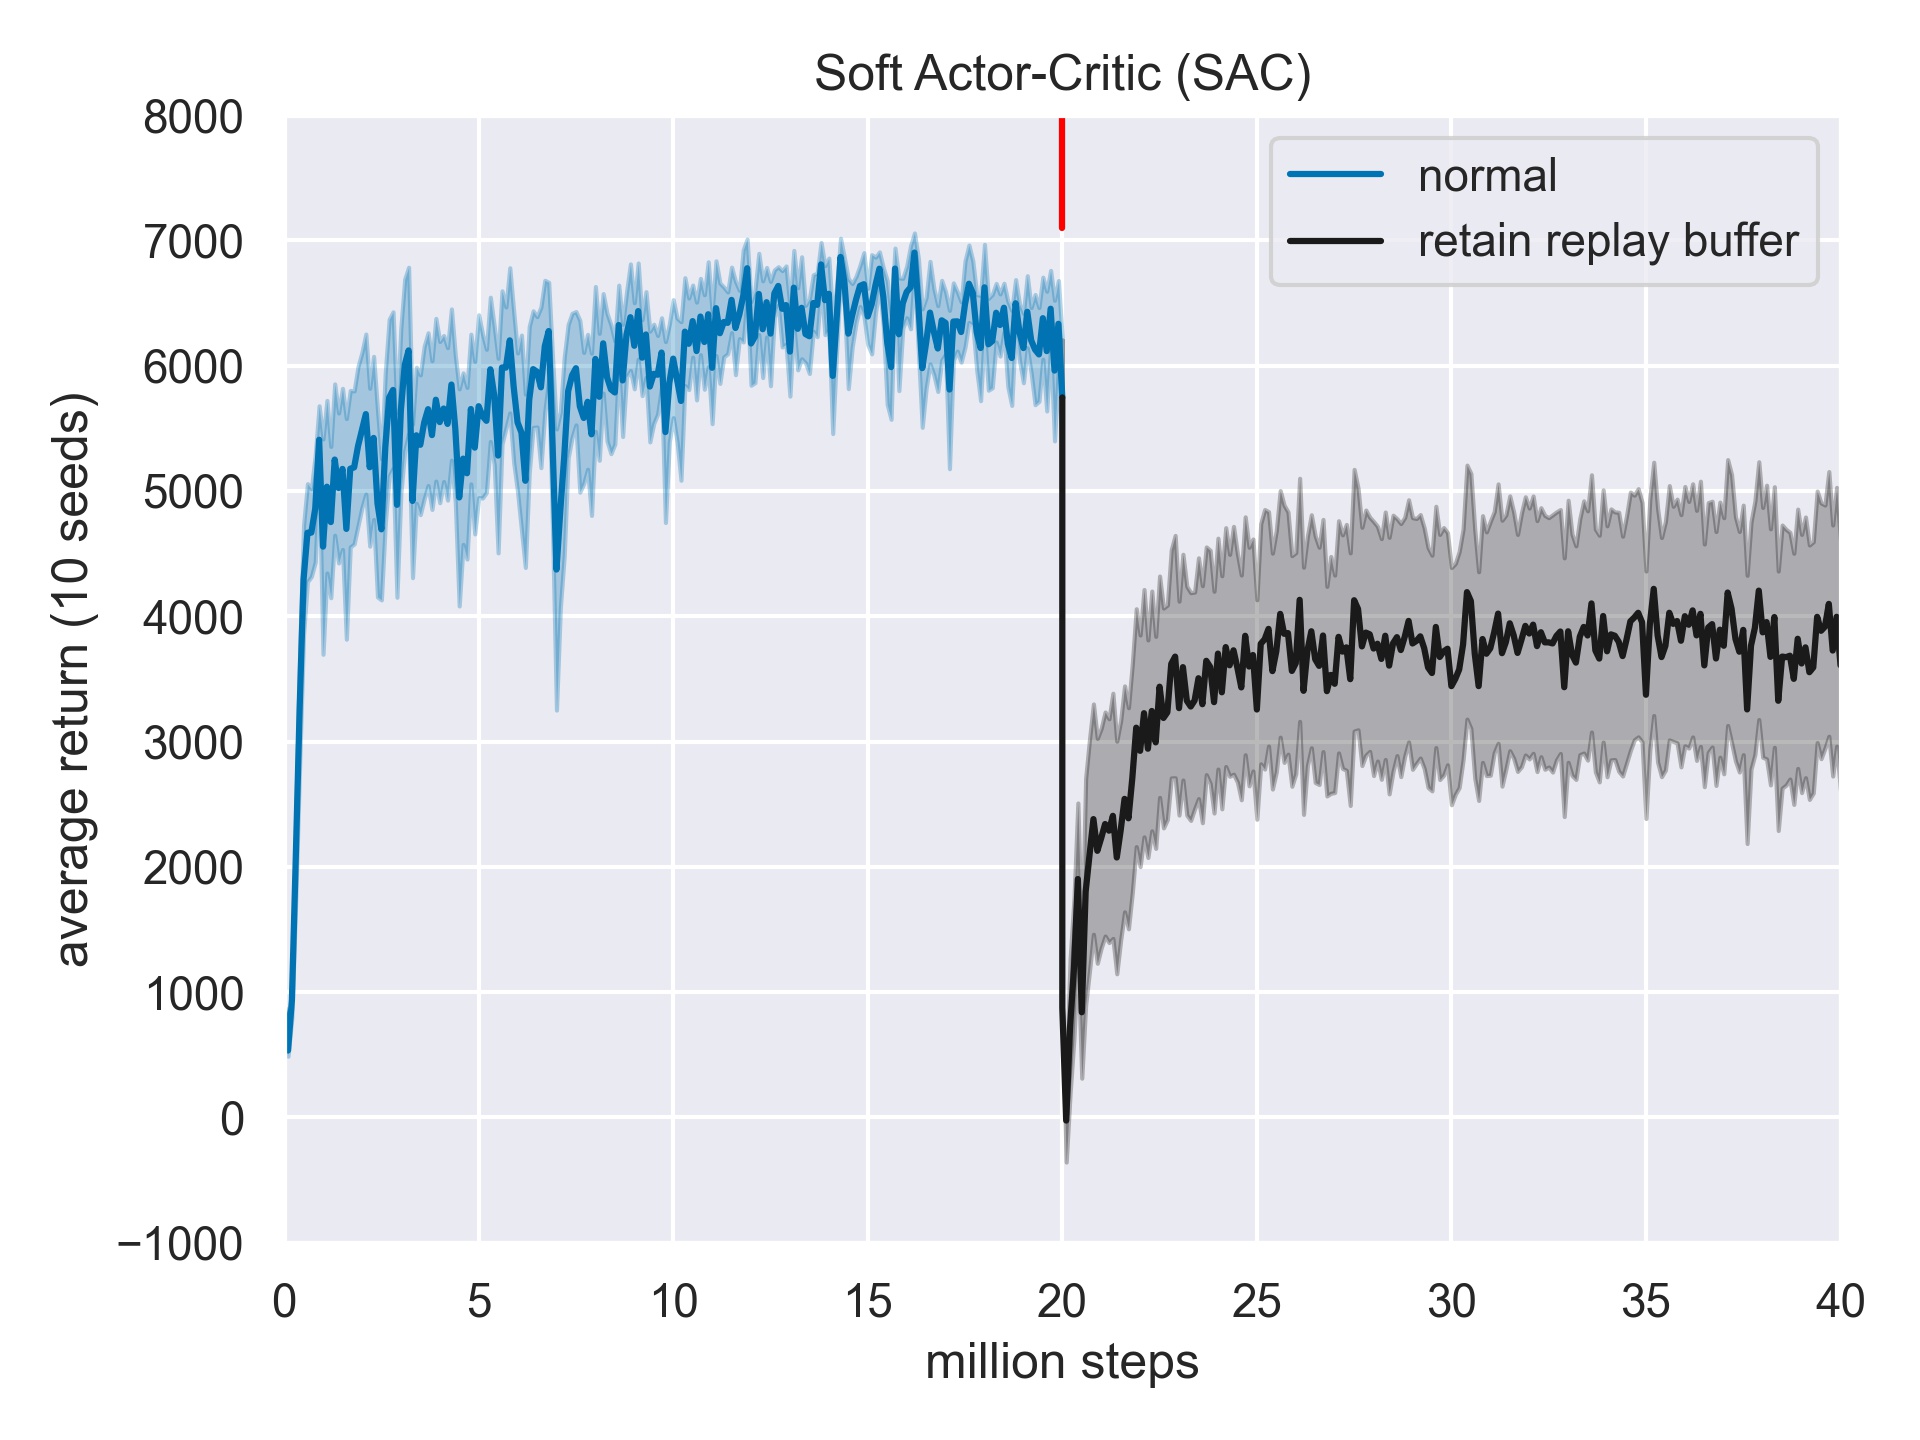 Soft Actor-Critic (SAC)
8000
7000
6000
5000
4000
3000
2000
1000
0
−1000
average return (10 seeds)
normal
retain replay buffer
0 5 10 15 20 25 30 35 40
million steps